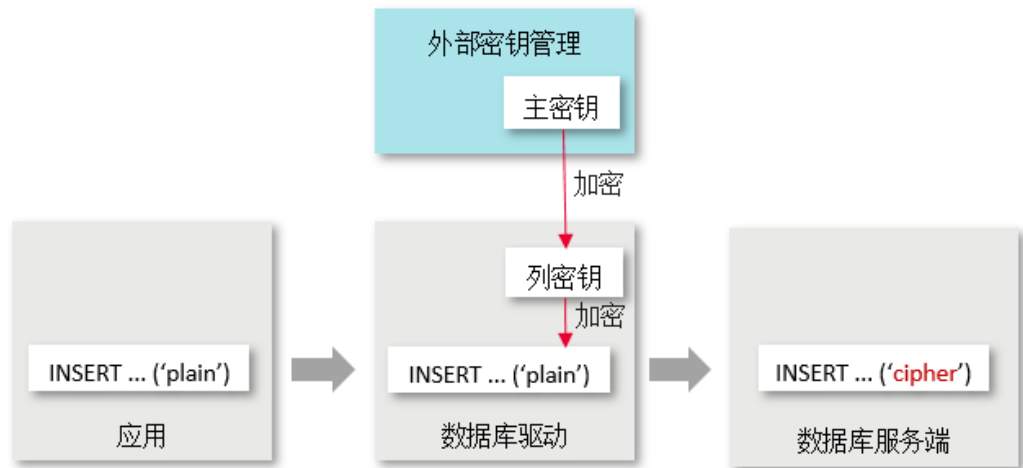 外部密钥管理
主密钥
加密
列密钥
加密
INSERT ... (‘plain’)
INSERT ... (‘plain’)
INSERT ... (‘cipher’)
应用
数据库驱动
数据库服务端